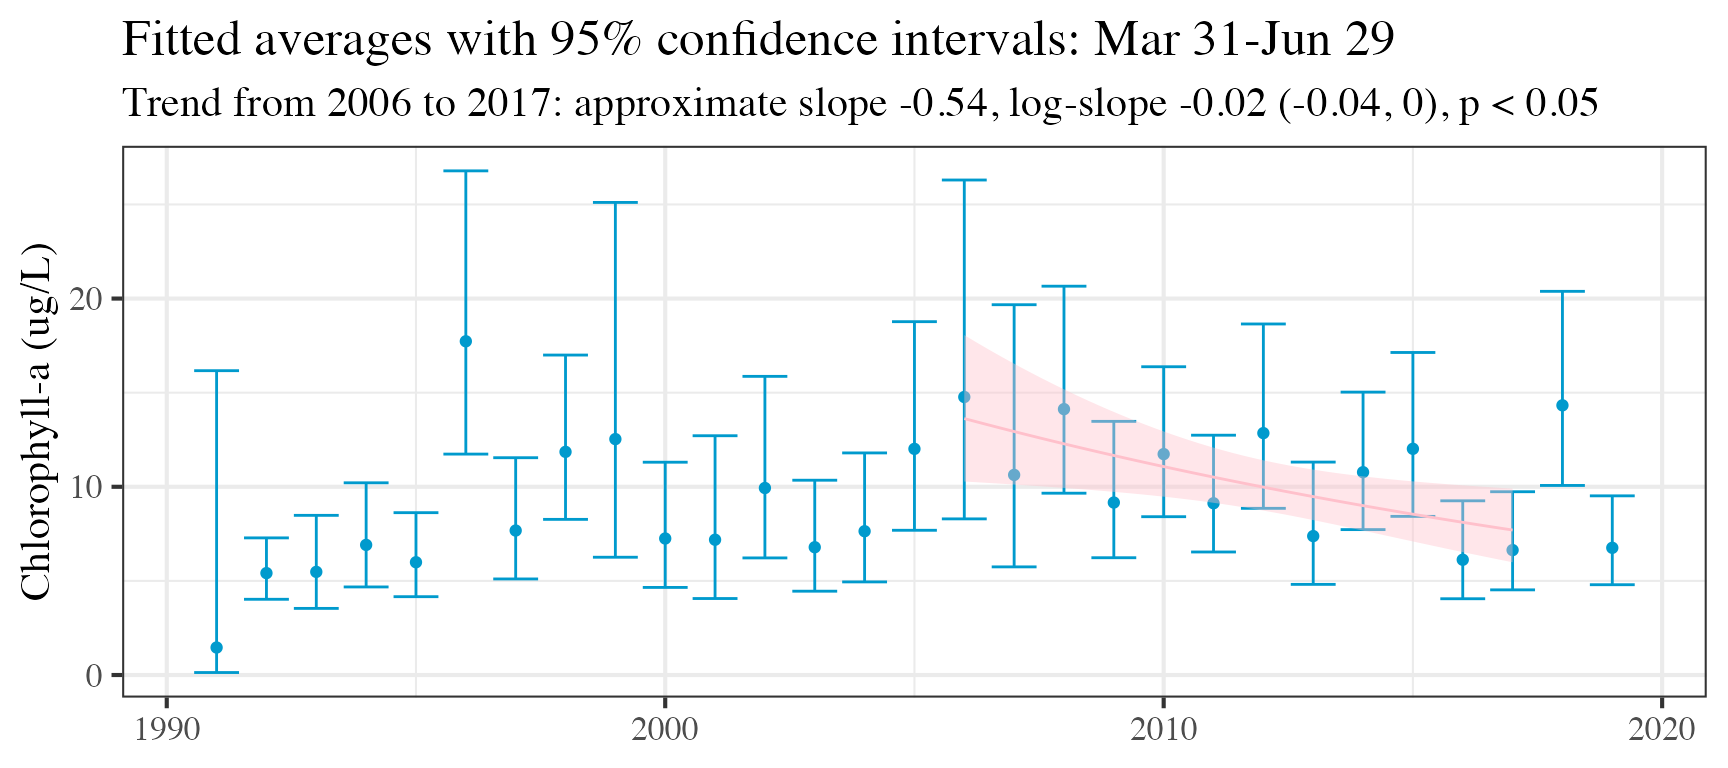 Fitted averages with 95% confidence intervals: Mar 31-Jun 29
Trend from 2006 to 2017: approximate slope -0.54, log-slope -0.02 (-0.04, 0), p < 0.05
Chlorophyll-a (ug/L)
20
10
0
1990 2000 2010 2020